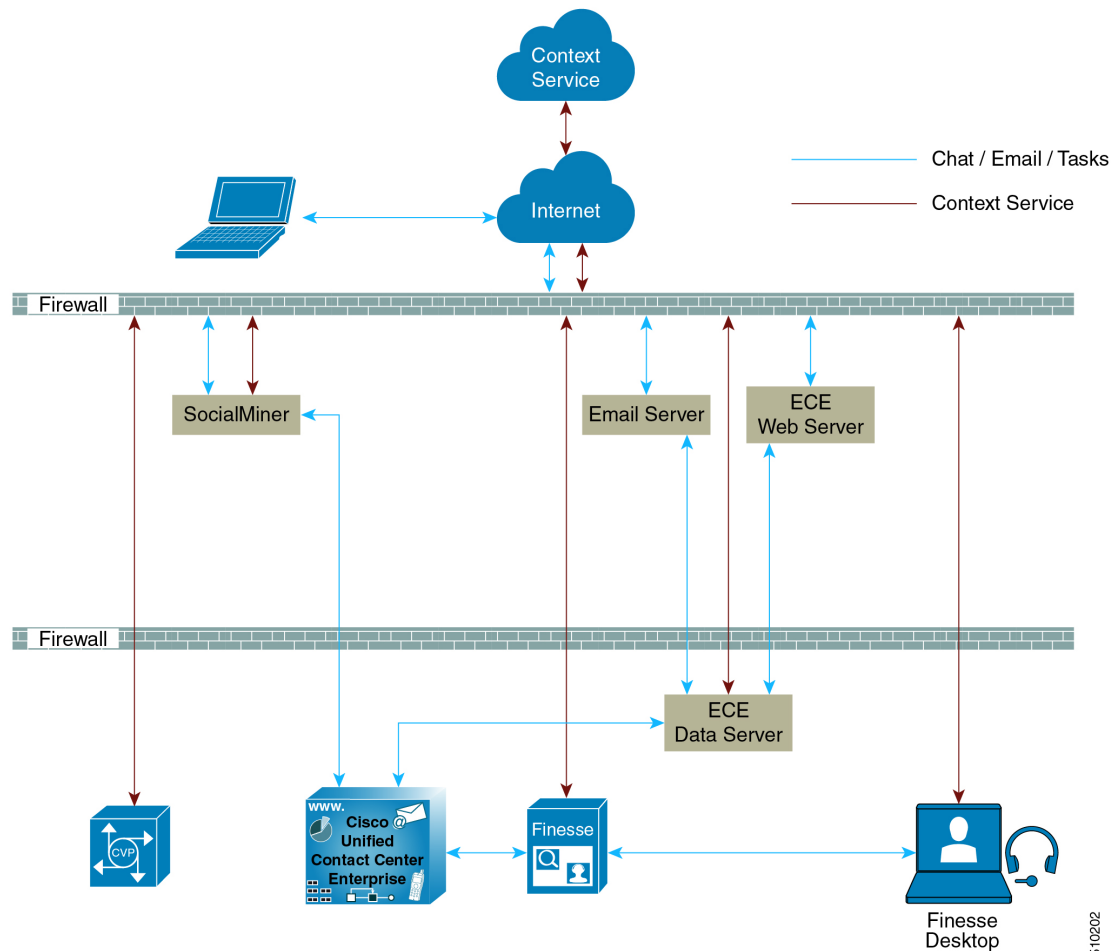 Context
Service
Internet
Chat / Email / Tasks
Context Service
Firewall
SocialMiner
Email Server
ECE
Web Server
Firewall
ECE
Data Server
CVP
www.
@
Cisco
Unified
Contact Center
Enterprise
Finesse
Finesse
Desktop